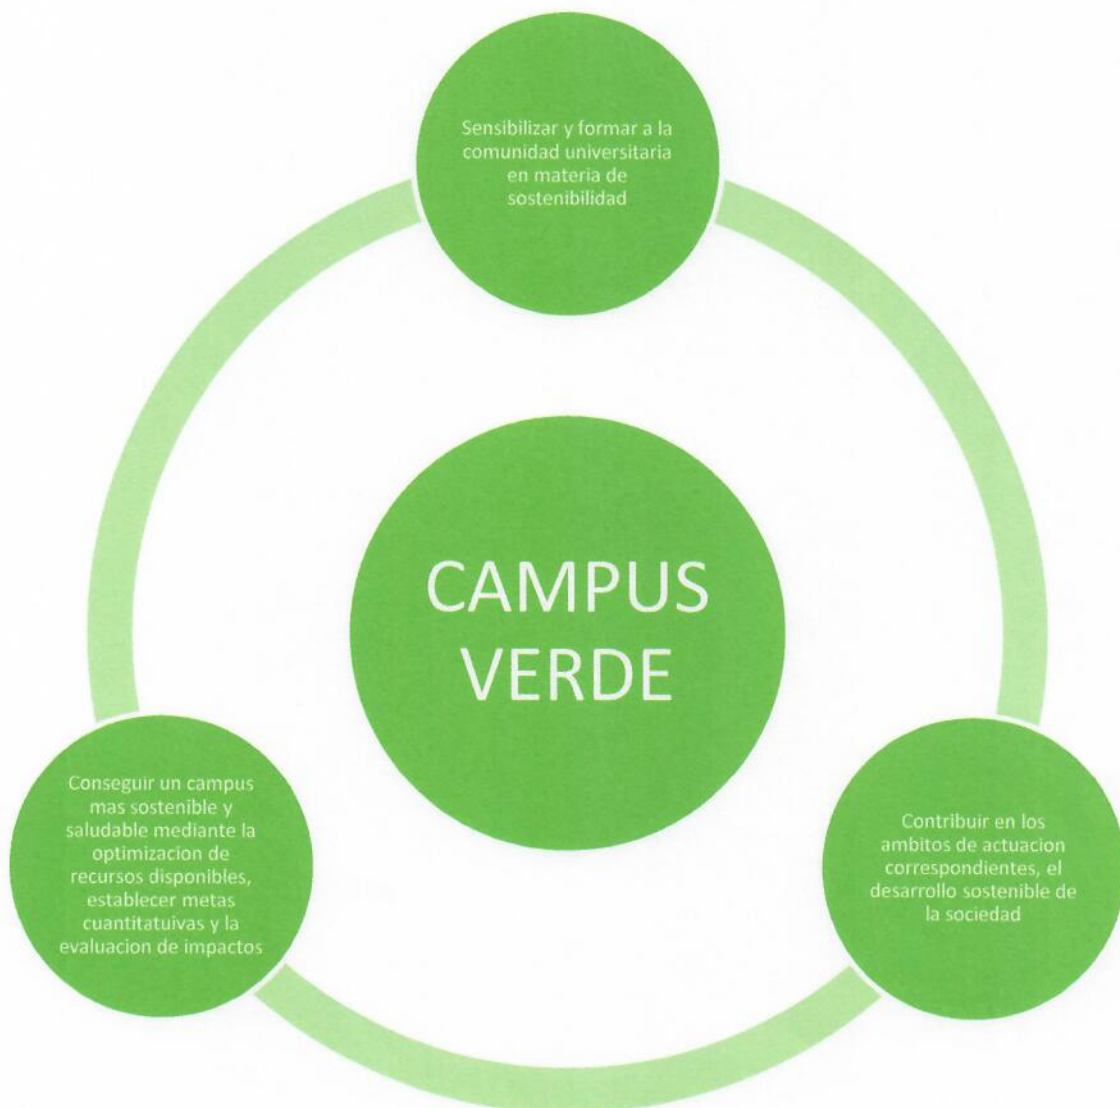 Sensibilizar y formar a la
comunidad universitaria
en materia de
sostenibilidad
CAMPUS
VERDE
Conseguir un campus
mas sostenible y
saludable mediante la
optimizacion de
recursos disponibles,
establecer metas
cuantitatuivas y la
evaluacion de impactos
Contribuir en los
ambitos de actuacion
correspondientes, el
desarrollo sostenible de
la sociedad